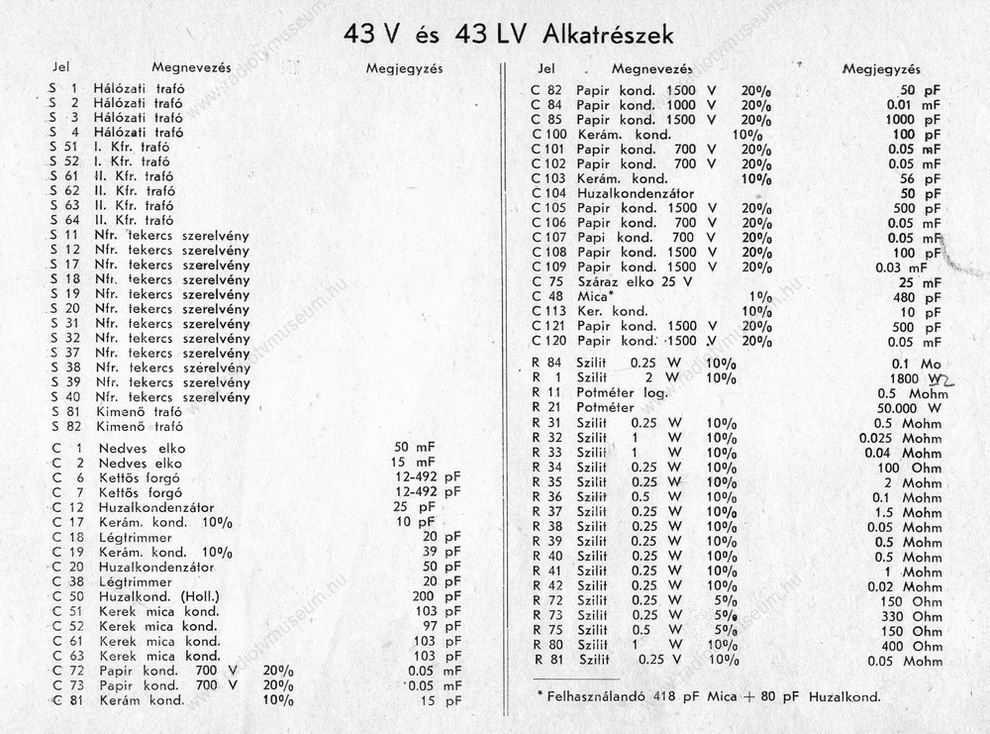 43 V és 43 LV Alkatrészek
Jel Megnevezés Megjegyzés
S 1 Hálózati trafó
S 2 Hálózati trafó
S 3 Hálózati trafó
S 4 Hálózati trafó
S 51 I. Kfr. trafó
S 52 I. Kfr. trafó
S 61 II. Kfr. trafó
S 62 II. Kfr. trafó
S 63 II. Kfr. trafó
S 64 II. Kfr. trafó
S 11 Nfr. tekercs szerelvény
S 12 Nfr. tekercs szerelvény
S 17 Nfr. tekercs szerelvény
S 18 Nfr. tekercs szerelvény
S 19 Nfr. tekercs szerelvény
S 20 Nfr. tekercs szerelvény
S 31 Nfr. tekercs szerelvény
S 32 Nfr. tekercs szerelvény
S 37 Nfr. tekercs szerelvény
S 38 Nfr. tekercs szerelvény
S 39 Nfr. tekercs szerelvény
S 40 Nfr. tekercs szerelvény
S 81 Kimenő trafó
S 82 Kimenő trafó
C 1 Nedves elko 50 mF
C 2 Nedves elko 15 mF
C 6 Kettős forgó 12-492 pF
C 7 Kettős forgó 12-492 pF
C 12 Huzalkondenzátor 25 pF
C 17 Kerám. kond. 10% 10 pF
C 18 Légtrimmer 20 pF
C 19 Kerám. kond. 10% 39 pF
C 20 Huzalkondenzátor 50 pF
C 38 Légtrimmer 20 pF
C 50 Huzalkond. (Holl.) 200 pF
C 51 Kerek mica kond. 103 pF
C 52 Kerek mica kond. 97 pF
C 61 Kerek mica kond. 103 pF
C 63 Kerek mica kond. 103 pF
C 72 Papir kond. 700 V 20% 0.05 mF
C 73 Papir kond. 700 V 20% 0.05 mF
C 81 Kerám kond. 10% 15 pF
Jel Megnevezés Megjegyzés
C 82 Papir kond. 1500 V 20% 50 pF
C 84 Papir kond. 1000 V 20% 0.01 mF
C 85 Papir kond. 1500 V 20% 1000 pF
C 100 Kerám. kond. 10% 100 pF
C 101 Papir kond. 700 V 20% 0.05 mF
C 102 Papir kond. 700 V 20% 0.05 mF
C 103 Kerám. kond. 10% 56 pF
C 104 Huzalkondenzátor 50 pF
C 105 Papir kond. 1500 V 20% 500 pF
C 106 Papir kond. 700 V 20% 0.05 mF
C 107 Papi kond. 700 V 20% 0.05 mF
C 108 Papir kond. 1500 V 20% 100 pF
C 109 Papir kond. 1500 V 20% 0.03 mF
C 75 Száraz elko 25 V 25 mF
C 48 Mica* 1% 480 pF
C 113 Ker. kond. 10% 10 pF
C 121 Papir kond. 1500 V 20% 500 pF
C 120 Papir kond. 1500 V 20% 0.05 mF
R 84 Szilit 0.25 W 10% 0.1 Mo
R 1 Szilit 2 W 10% 1800 W Ω
R 11 Potméter log. 0.5 Mohm
R 21 Potméter 50.000 W
R 31 Szilit 0.25 W 10% 0.5 Mohm
R 32 Szilit 1 W 10% 0.025 Mohm
R 33 Szilit 1 W 10% 0.04 Mohm
R 34 Szilit 0.25 W 10% 100 Ohm
R 35 Szilit 0.25 W 10% 2 Mohm
R 36 Szilit 0.5 W 10% 0.1 Mohm
R 37 Szilit 0.25 W 10% 1.5 Mohm
R 38 Szilit 0.25 W 10% 0.05 Mohm
R 39 Szilit 0.25 W 10% 0.5 Mohm
R 40 Szilit 0.25 W 10% 0.5 Mohm
R 41 Szilit 0.25 W 10% 1 Mohm
R 42 Szilit 0.25 W 10% 0.02 Mohm
R 72 Szilit 0.25 W 5% 150 Ohm
R 73 Szilit 0.25 W 5% 330 Ohm
R 75 Szilit 0.5 W 5% 150 Ohm
R 80 Szilit 1 W 10% 400 Ohm
R 81 Szilit 0.25 V 10% 0.05 Mohm
* Felhasználandó 418 pF Mica + 80 pF Huzalkond.
www.radiotvmuseum.hu